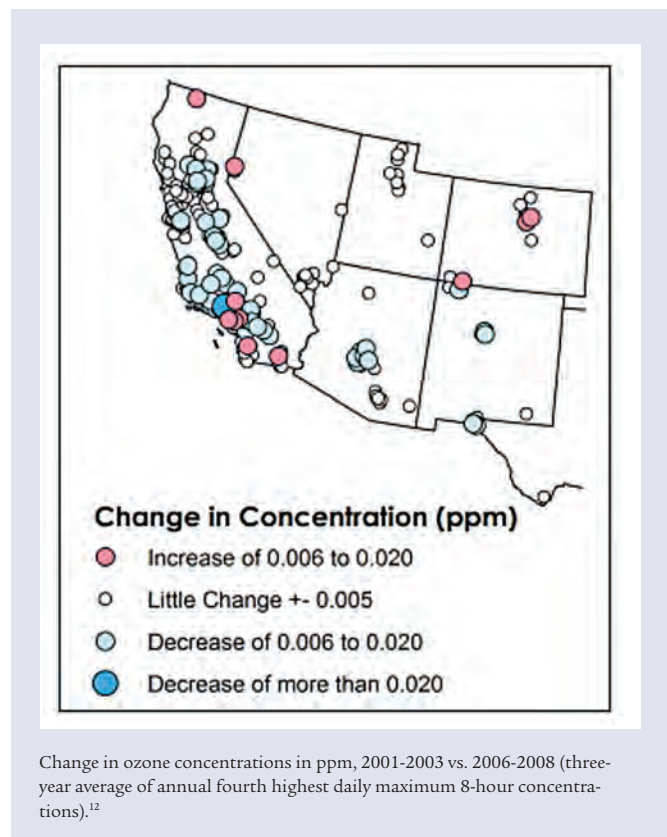 Change in Concentration (ppm)
Increase of 0.006 to 0.020
Little Change +- 0.005
Decrease of 0.006 to 0.020
Decrease of more than 0.020
Change in ozone concentrations in ppm, 2001-2003 vs. 2006-2008 (three-
year average of annual fourth highest daily maximum 8-hour concentra-
tions).¹²